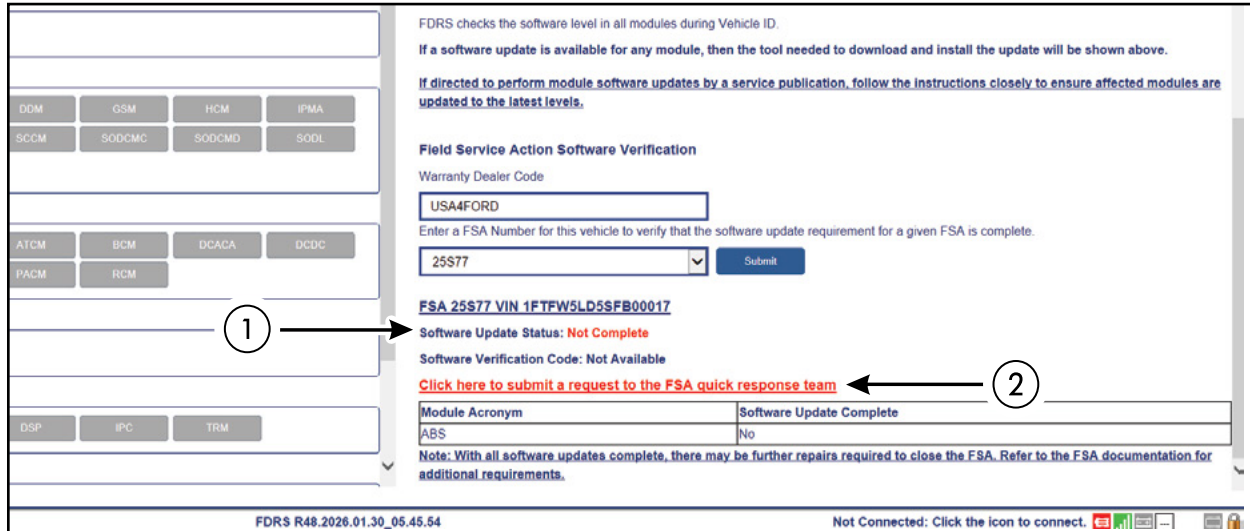 FDRS checks the software level in all modules during Vehicle ID.
If a software update is available for any module, then the tool needed to download and install the update will be shown above.
If directed to perform module software updates by a service publication, follow the instructions closely to ensure affected modules are
updated to the latest levels.
DDM GSM HCM IPMA
SCCM SODCMC SODCMD SODL
Field Service Action Software Verification
Warranty Dealer Code
USA4FORD
Enter a FSA Number for this vehicle to verify that the software update requirement for a given FSA is complete.
ATCM BCM DCACA DCDC
PACM RCM
25S77 Submit
FSA 25S77 VIN 1FTFW5LD5SFB00017
1
Software Update Status: Not Complete
Software Verification Code: Not Available
Click here to submit a request to the FSA quick response team
2
Module Acronym Software Update Complete
ABS No
DSP IPC TRM
Note: With all software updates complete, there may be further repairs required to close the FSA. Refer to the FSA documentation for
additional requirements.
FDRS R48.2026.01.30_05.45.54
Not Connected: Click the icon to connect.